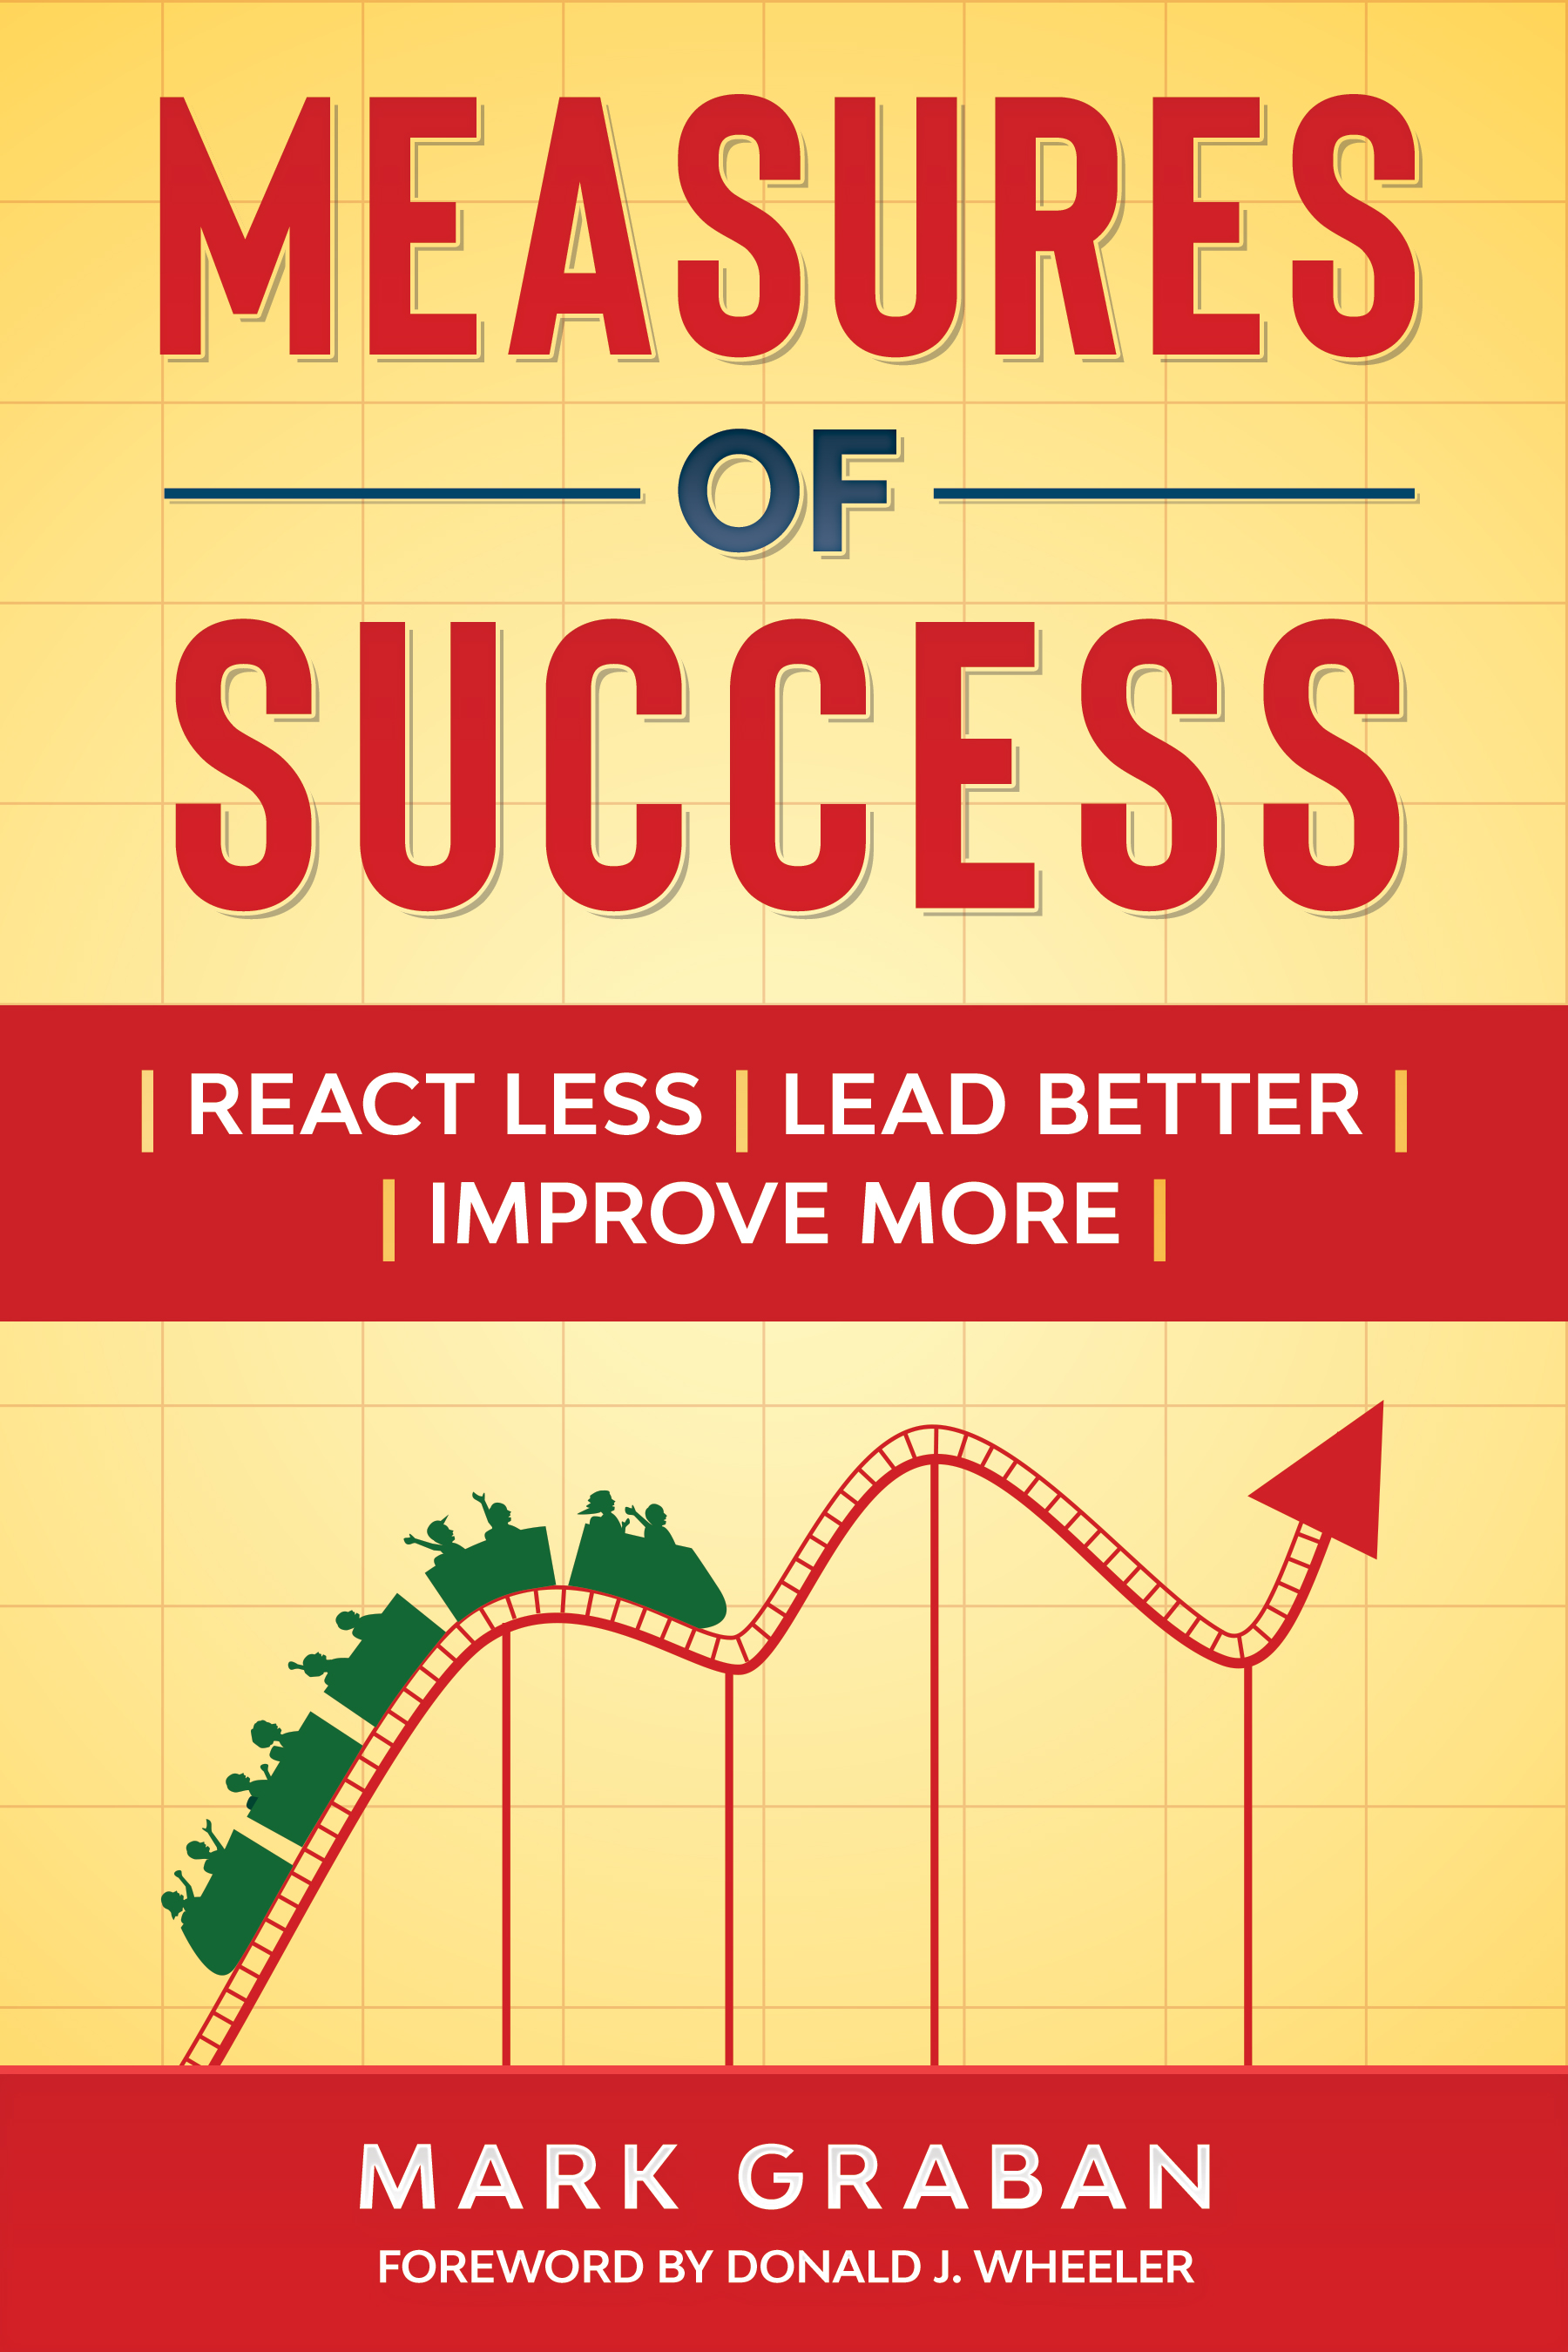 MEASURES
OF
SUCCESS
| REACT LESS | LEAD BETTER |
| IMPROVE MORE |
MARK GRABAN
FOREWORD BY DONALD J. WHEELER